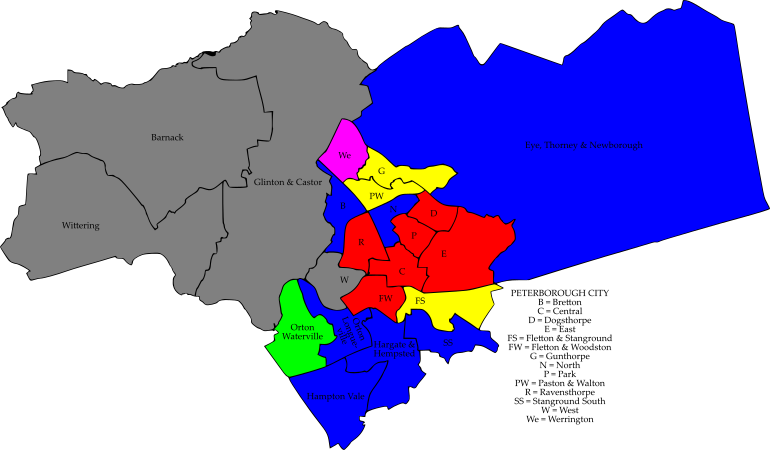 Barnack
Wittering
Glinton & Castor
Eye, Thorney & Newborough
We
G
PW
B
N
D
P
E
R
C
W
FW
FS
SS
Orton
Waterville
Orton
Longueville
Hargate &
Hempsted
Hampton Vale
PETERBOROUGH CITY
B = Bretton
C = Central
D = Dogsthorpe
E = East
FS = Fletton & Stanground
FW = Fletton & Woodston
G = Gunthorpe
N = North
P = Park
PW = Paston & Walton
R = Ravensthorpe
SS = Stanground South
W = West
We = Werrington